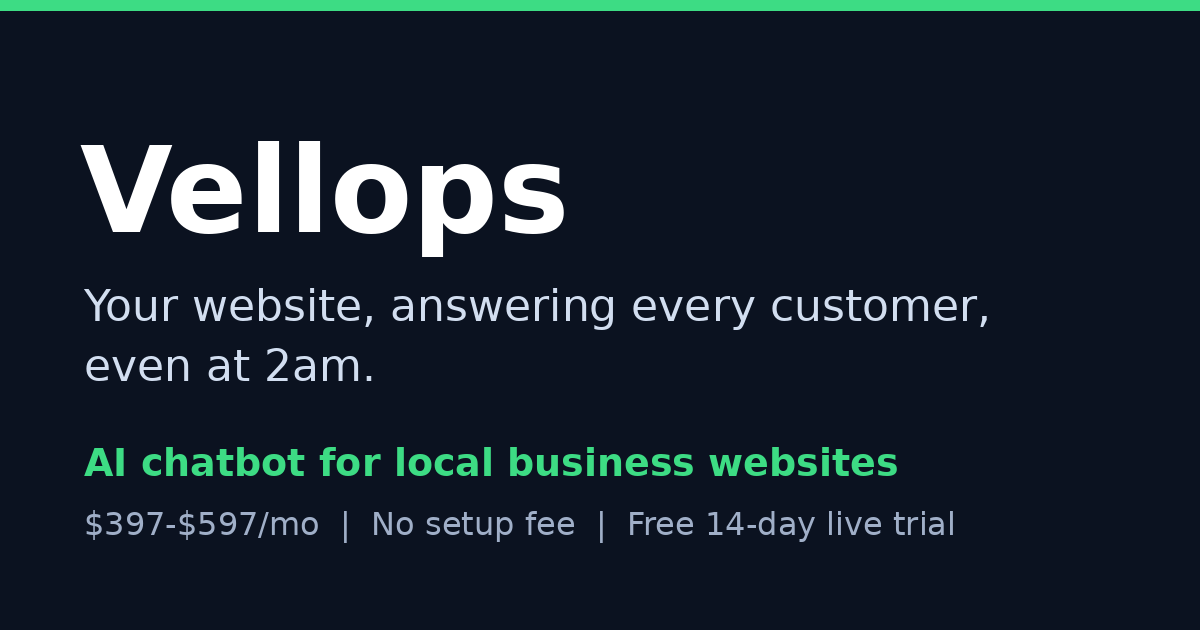 Vellops
Your website, answering every customer,
even at 2am.
AI chatbot for local business websites
$397-$597/mo | No setup fee | Free 14-day live trial